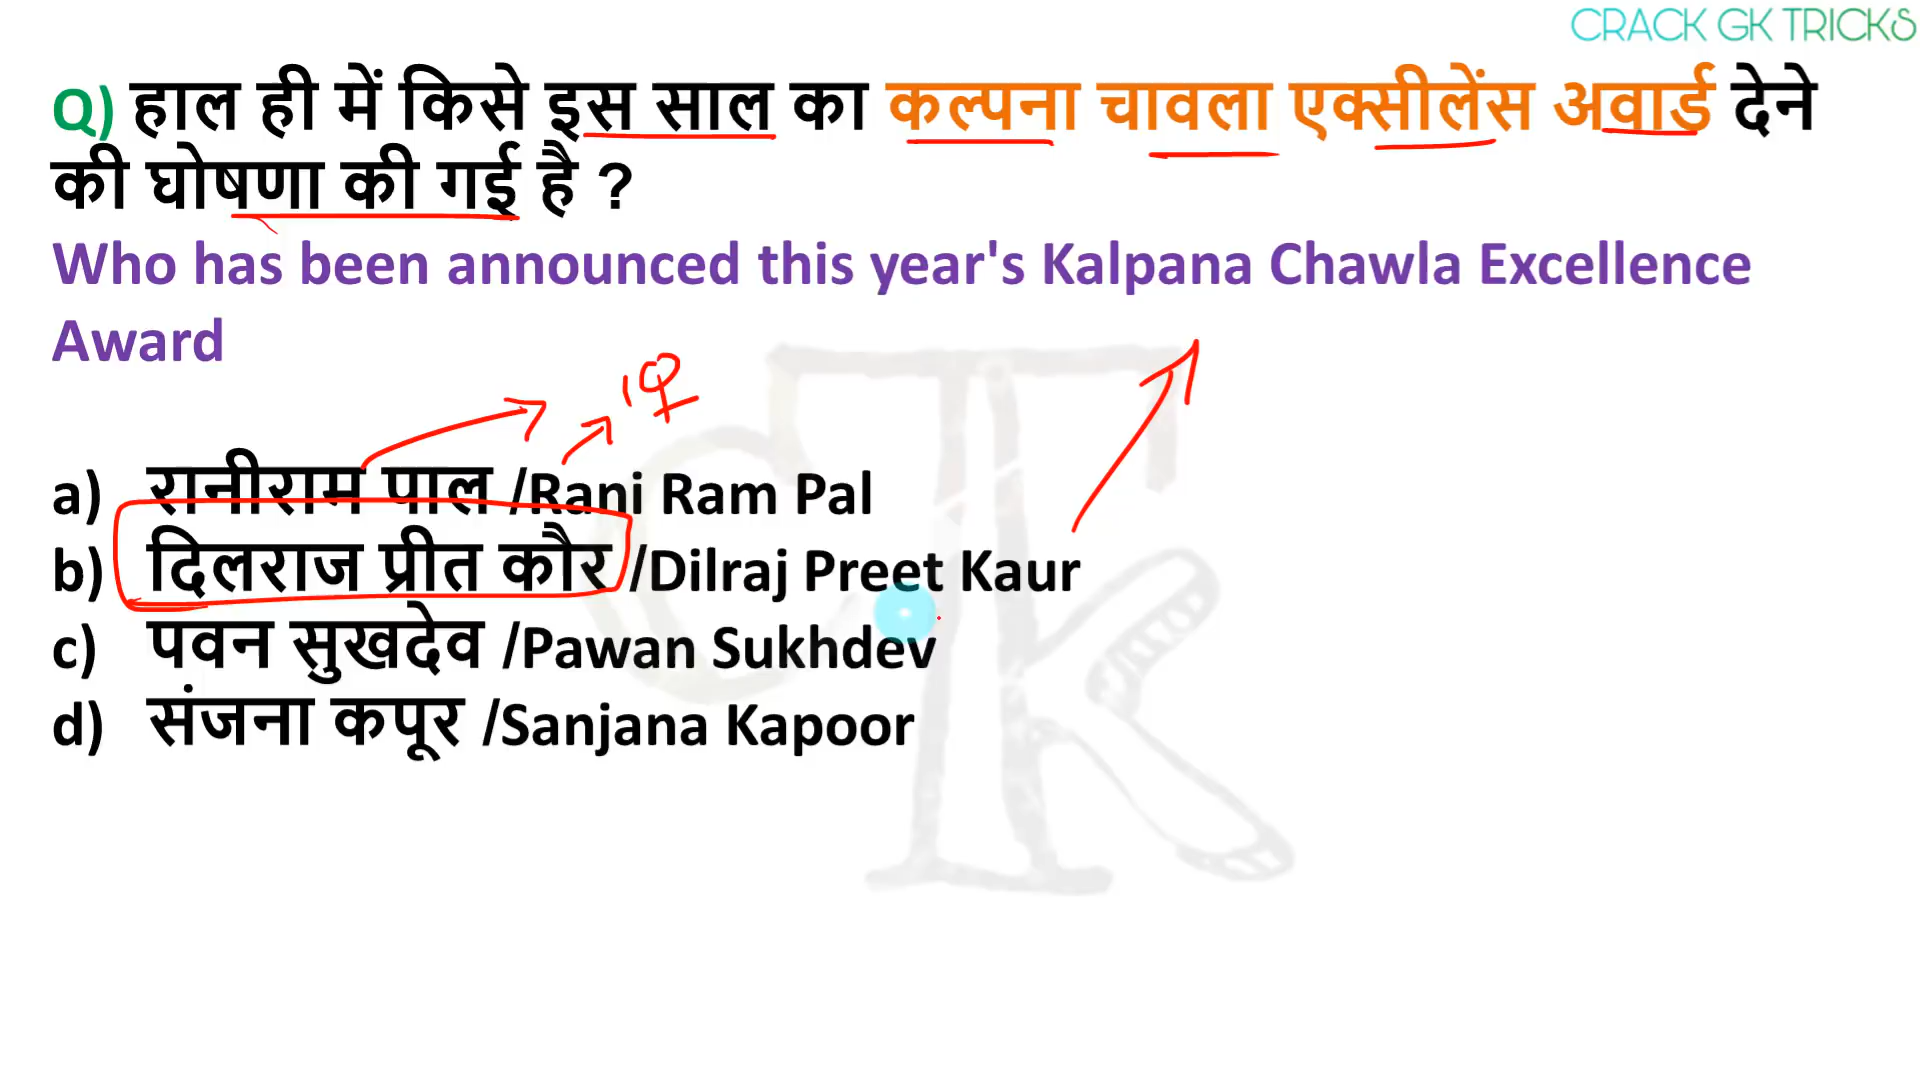 CRACK GK TRICKS
Q) हाल ही में किसे इस साल का कल्पना चावला एक्सीलेंस अवार्ड देने
की घोषणा की गई है ?
Who has been announced this year's Kalpana Chawla Excellence
Award
a) रानीराम पाल /Rani Ram Pal
b) दिलराज प्रीत कौर /Dilraj Preet Kaur
c) पवन सुखदेव /Pawan Sukhdev
d) संजना कपूर /Sanjana Kapoor